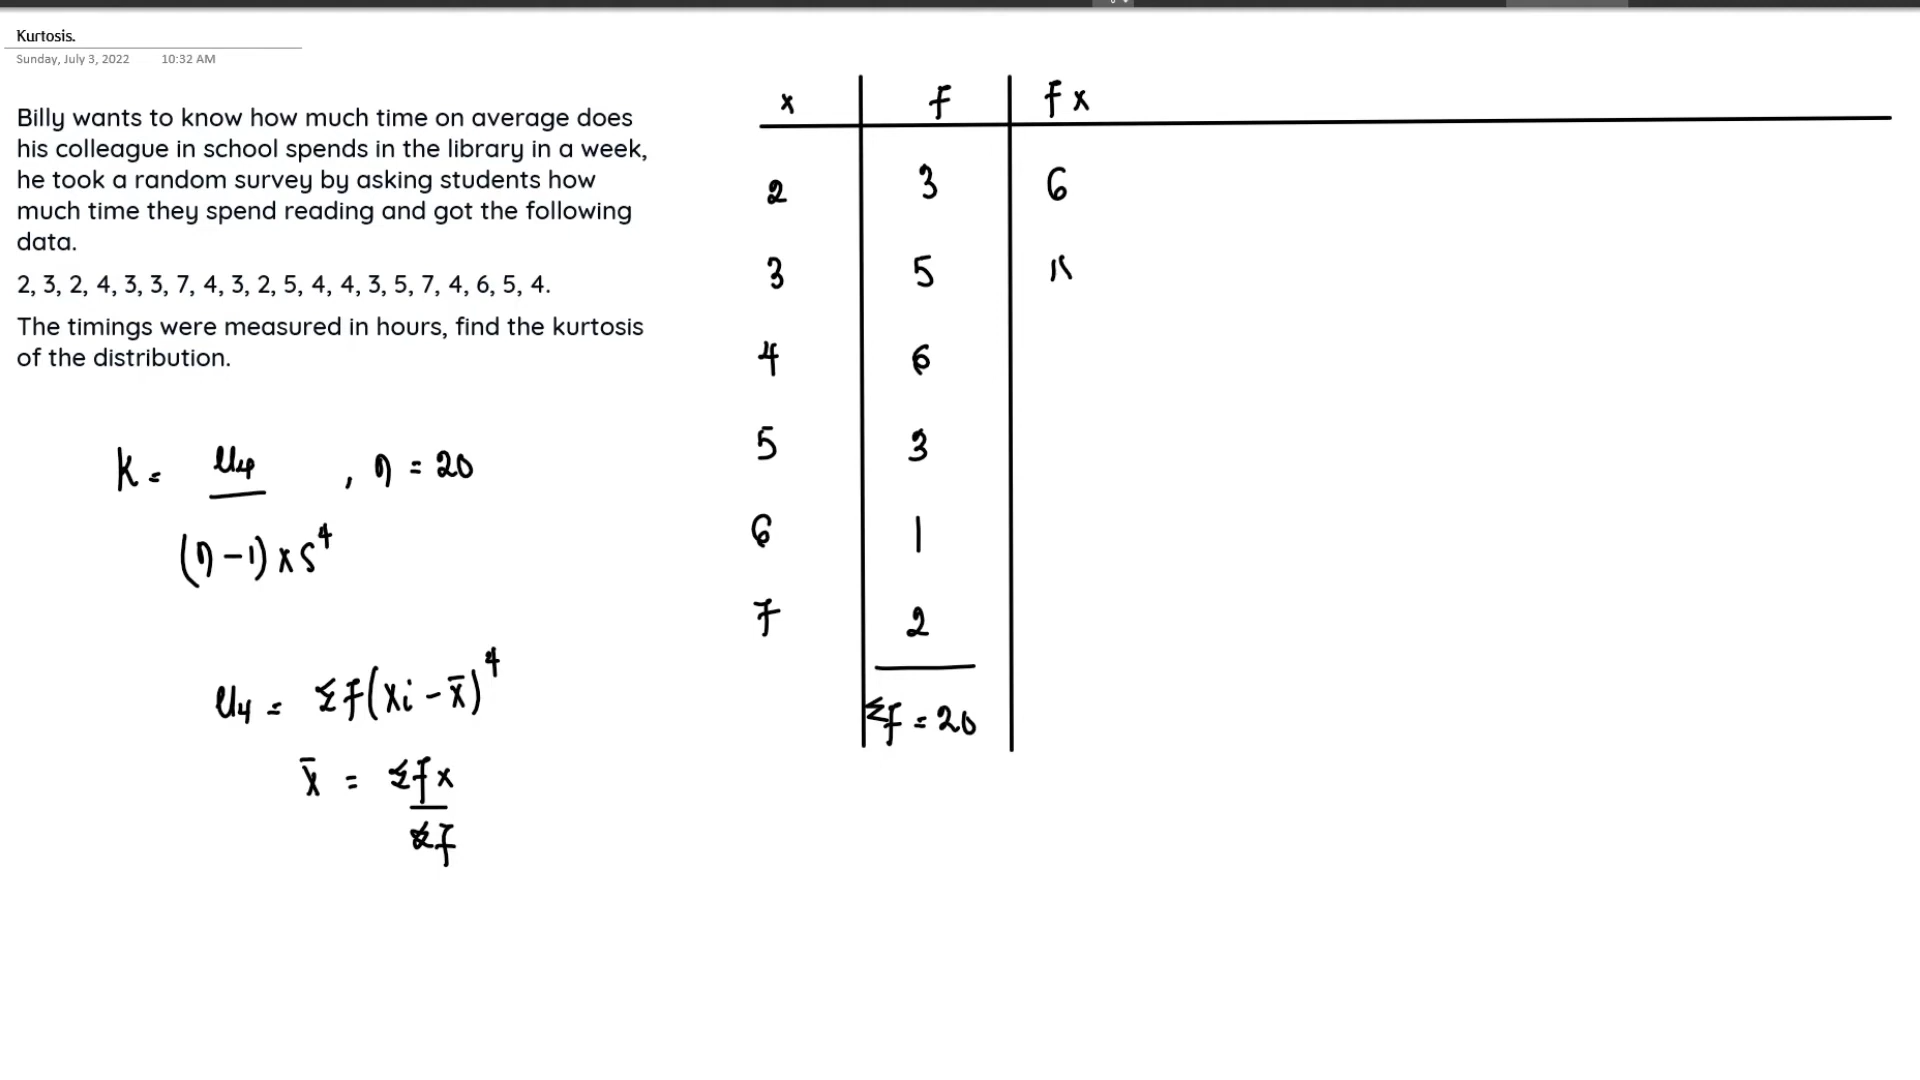 Kurtosis.
Sunday, July 3, 2022 10:32 AM
Billy wants to know how much time on average does
his colleague in school spends in the library in a week,
he took a random survey by asking students how
much time they spend reading and got the following
data.
2, 3, 2, 4, 3, 3, 7, 4, 3, 2, 5, 4, 4, 3, 5, 7, 4, 6, 5, 4.
The timings were measured in hours, find the kurtosis
of the distribution.
K = u4 , n = 20
(n-1) x s^4
u4 = Σf(xi - x̄)^4
x̄ = Σfx
Σf
x f fx
2 3 6
3 5
4 6
5 3
6 1
7 2
Σf = 20